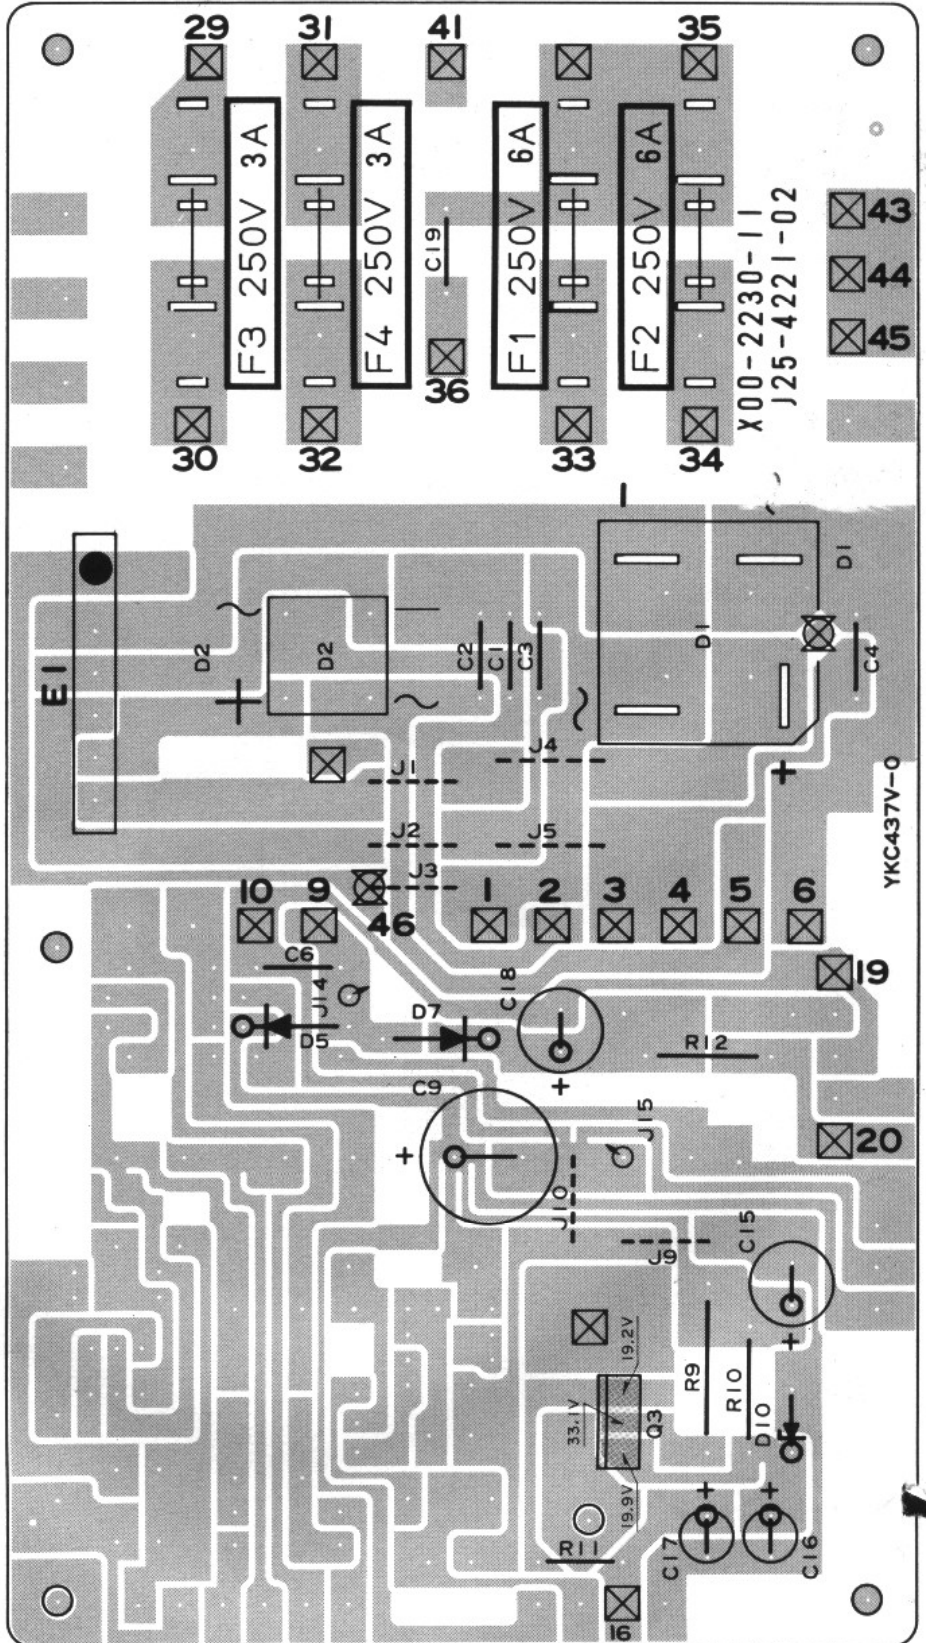 29
31
41
35
F3 250V 3A
F4 250V 3A
C19
F1 250V 6A
F2 250V 6A
X00-2230-11
J25-4221-02
43
44
45
36
30
32
33
34
−
E1
D2
~
D2
+
~
C2
C1
C3
~
D1
D1
C4
+
J1
J4
J2
J5
J3
YKC437V-0
10
9
46
1
2
3
4
5
6
C6
J14
D5
D7
C18
+
19
R12
C9
+
J15
20
J10
J9
C15
+
19.2V
33.1V
19.9V
Q3
R9
R10
D10
R11
C17
+
+
C16
16